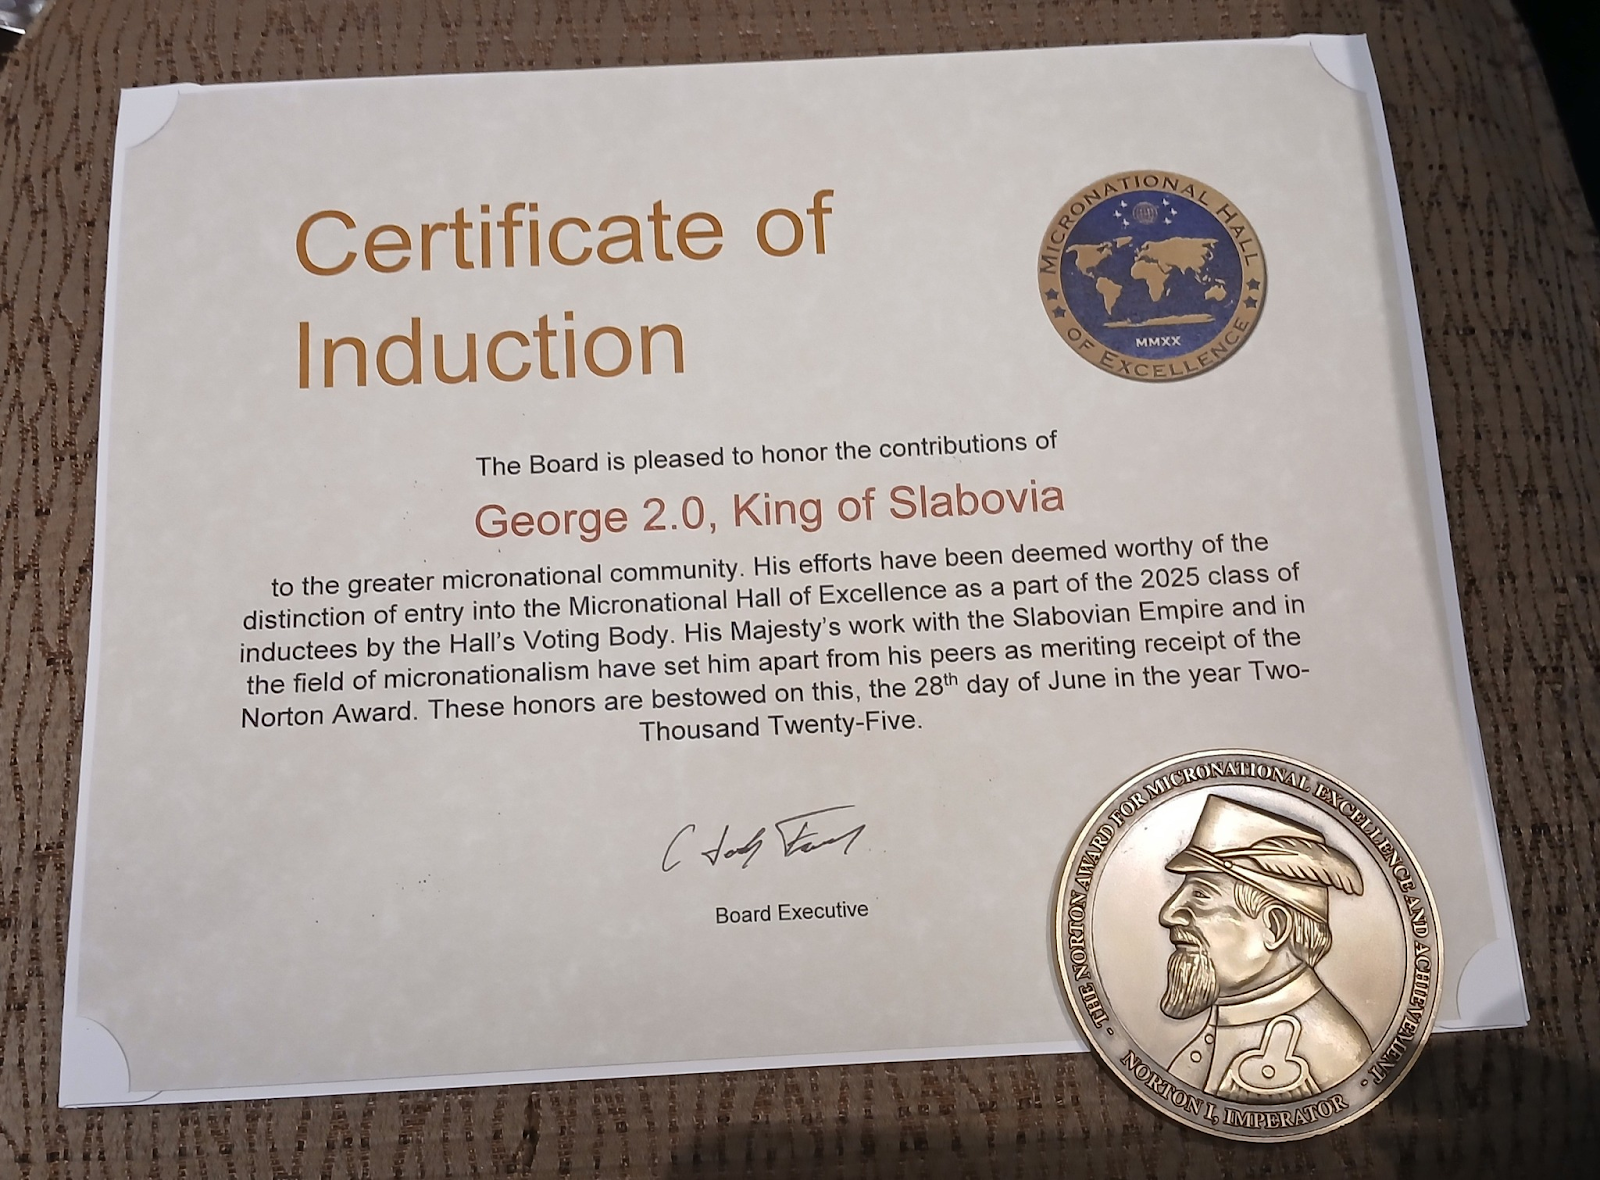 Certificate of
Induction
MICRONATIONAL HALL
OF EXCELLENCE
MMXX
The Board is pleased to honor the contributions of
George 2.0, King of Slabovia
to the greater micronational community. His efforts have been deemed worthy of the
distinction of entry into the Micronational Hall of Excellence as a part of the 2025 class of
inductees by the Hall's Voting Body. His Majesty's work with the Slabovian Empire and in
the field of micronationalism have set him apart from his peers as meriting receipt of the
Norton Award. These honors are bestowed on this, the 28th day of June in the year Two-
Thousand Twenty-Five.
Board Executive
· THE NORTON AWARD FOR MICRONATIONAL EXCELLENCE AND ACHIEVEMENT ·
NORTON I, IMPERATOR